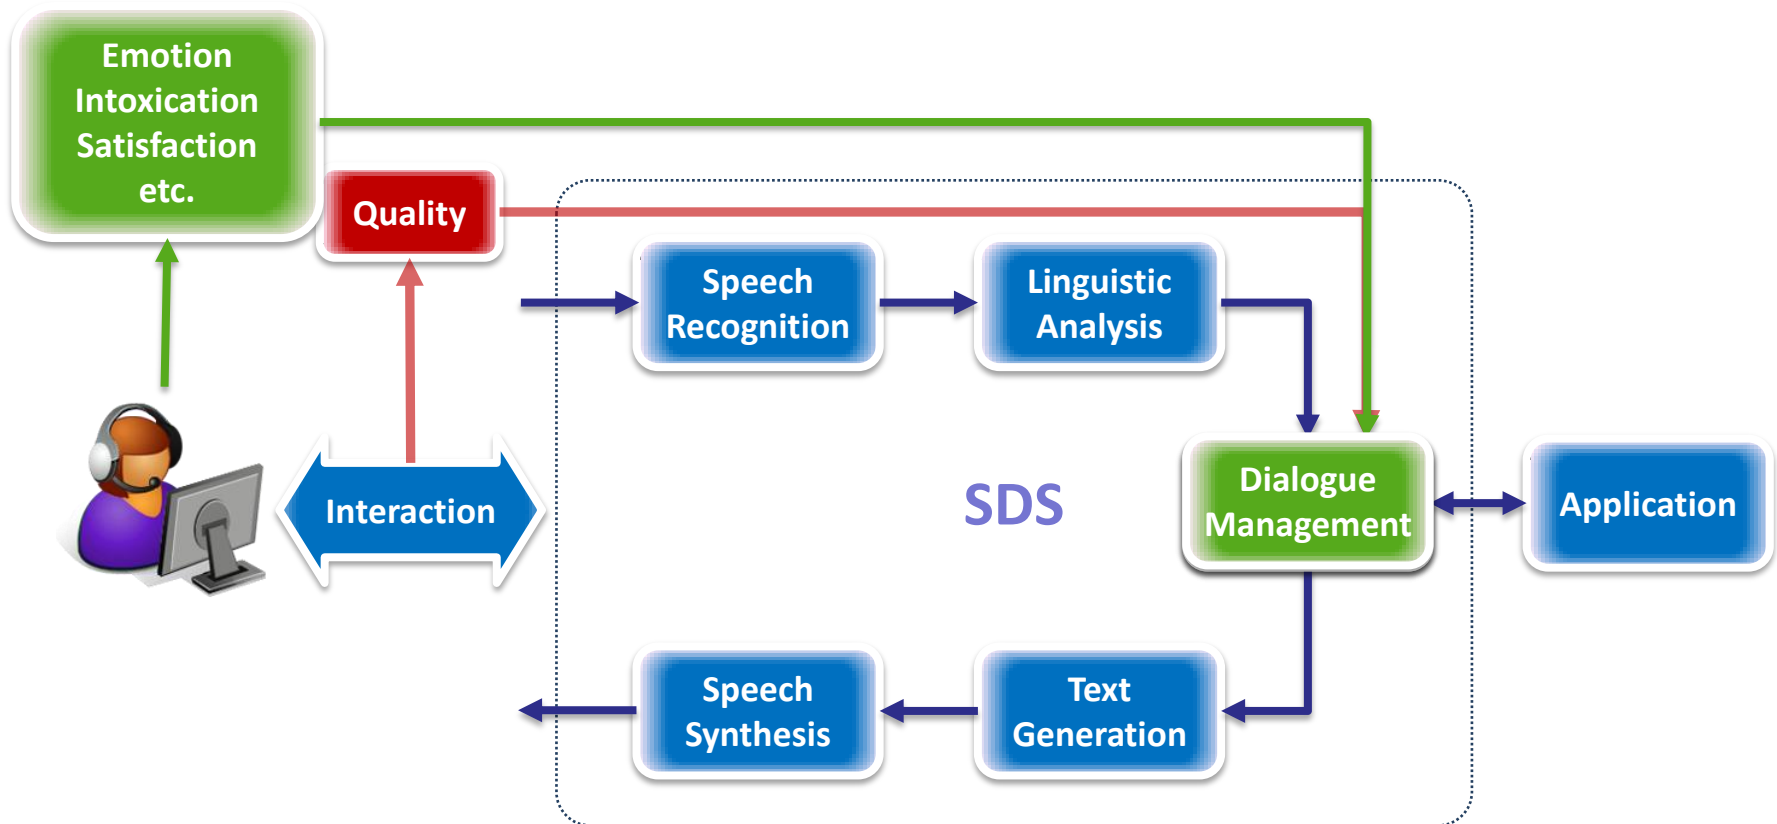 Emotion
Intoxication
Satisfaction
etc.
Quality
Speech
Recognition
Linguistic
Analysis
Interaction
SDS
Dialogue
Management
Application
Speech
Synthesis
Text
Generation